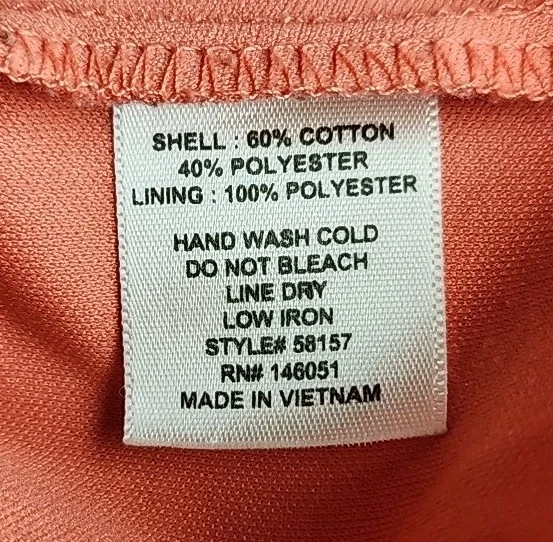 SHELL : 60% COTTON
40% POLYESTER
LINING : 100% POLYESTER
HAND WASH COLD
DO NOT BLEACH
LINE DRY
LOW IRON
STYLE# 58157
RN# 146051
MADE IN VIETNAM